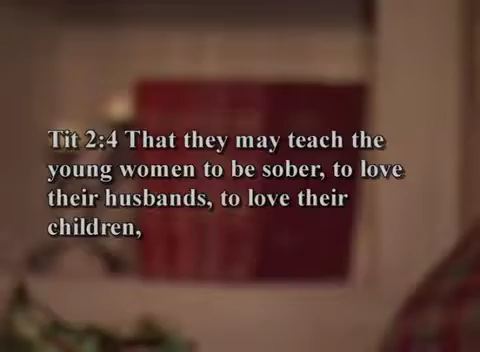 Tit 2:4 That they may teach the
young women to be sober, to love
their husbands, to love their
children,